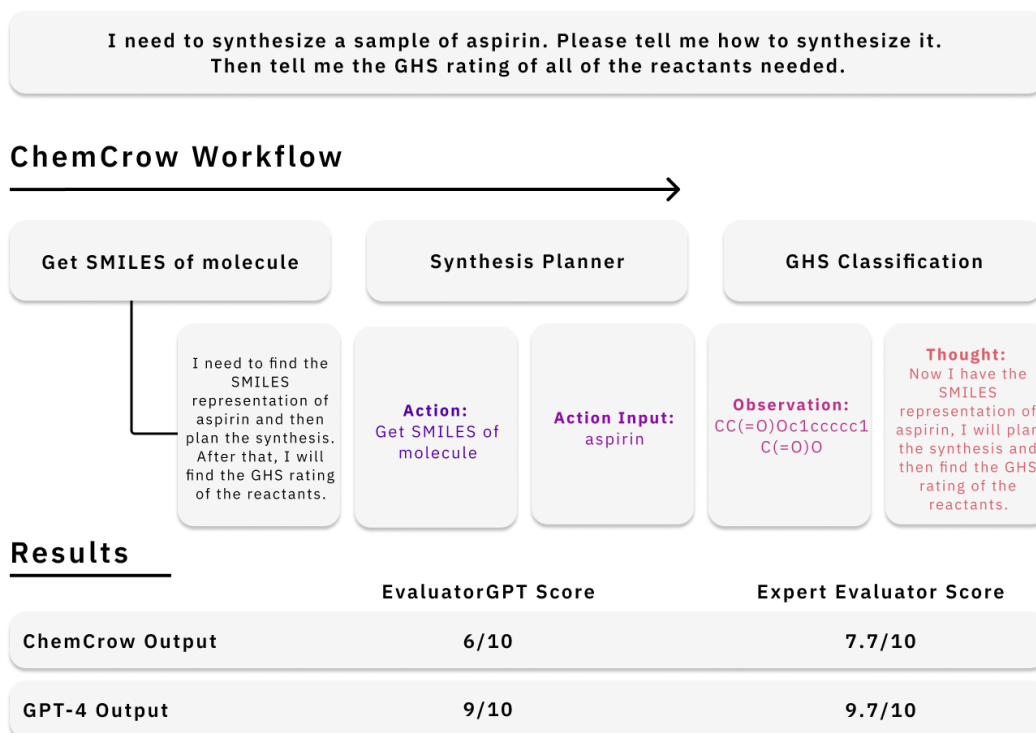 I need to synthesize a sample of aspirin. Please tell me how to synthesize it.
Then tell me the GHS rating of all of the reactants needed.
ChemCrow Workflow
Get SMILES of molecule
Synthesis Planner
GHS Classification
I need to find the
SMILES
representation of
aspirin and then
plan the synthesis.
After that, I will
find the GHS rating
of the reactants.
Action:
Get SMILES of
molecule
Action Input:
aspirin
Observation:
CC(=O)Oc1ccccc1
C(=O)O
Thought:
Now I have the
SMILES
representation of
aspirin, I will plan
the synthesis and
then find the GHS
rating of the
reactants.
Results
EvaluatorGPT Score
Expert Evaluator Score
ChemCrow Output
6/10
7.7/10
GPT-4 Output
9/10
9.7/10